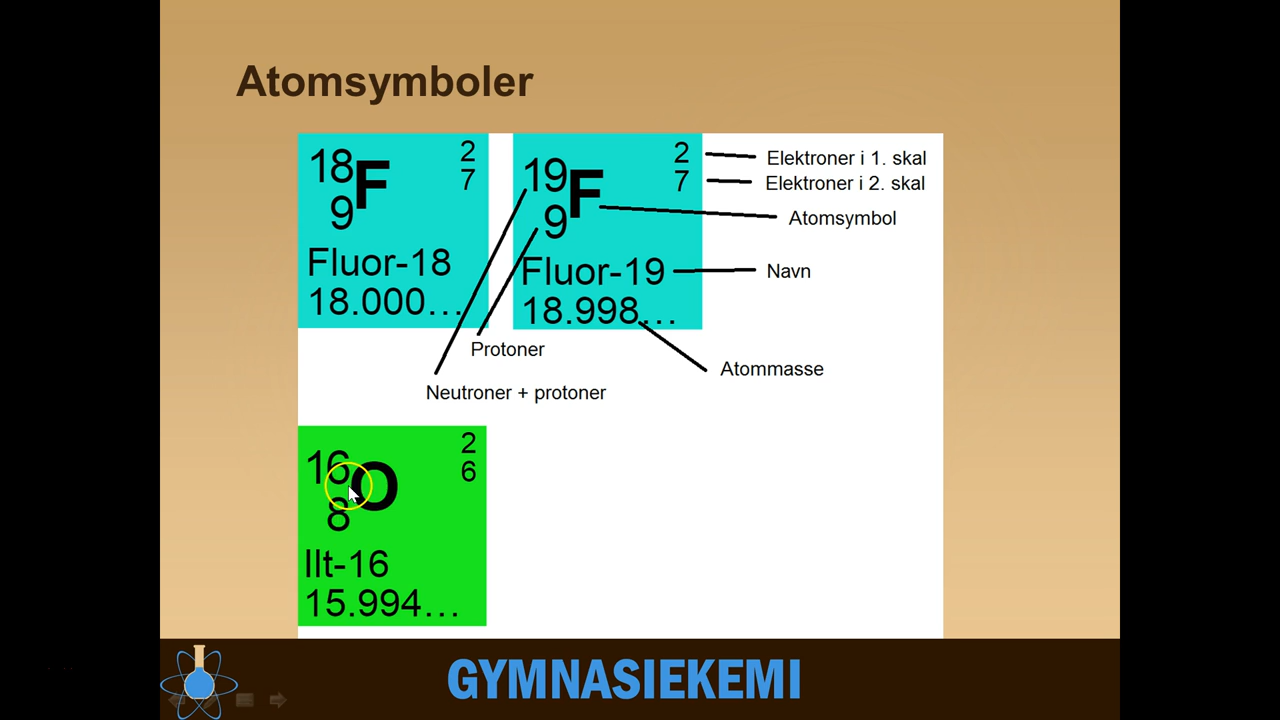 Atomsymboler
18
F
9
2
7
Fluor-18
18.000...
19
F
9
2
7
Fluor-19
18.998...
Elektroner i 1. skal
Elektroner i 2. skal
Atomsymbol
Navn
Protoner
Atommasse
Neutroner + protoner
16
O
8
2
6
Ilt-16
15.994...
GYMNASIEKEMI